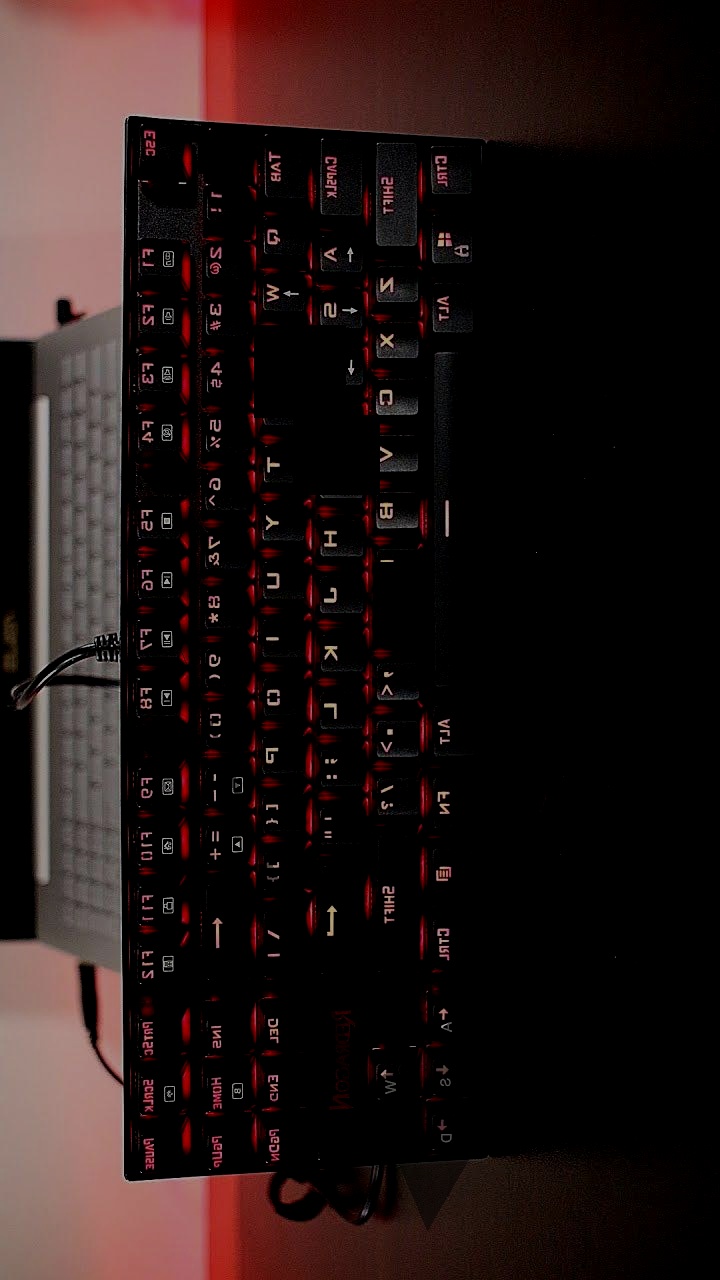 ESC F1 F2 F3 F4 F5 F6 F7 F8 F9 F10 F11 F12 PRTSC SCRLK PAUSE
1! 2@ 3# 4$ 5% 6^ 7& 8* 9( 0) -_ =+ ← INS HOME 8 PGUP
TAB Q W ↑ T Y U I O P [{ ]} \| DEL END PGDN
CAPSLK A ← S ↓ → H J K L ;: '" REDRAGON
SHIFT Z X C V B ,< .> /? SHIFT W ↑
CTRL A ALT ALT FN CTRL A ← S ↓ D →